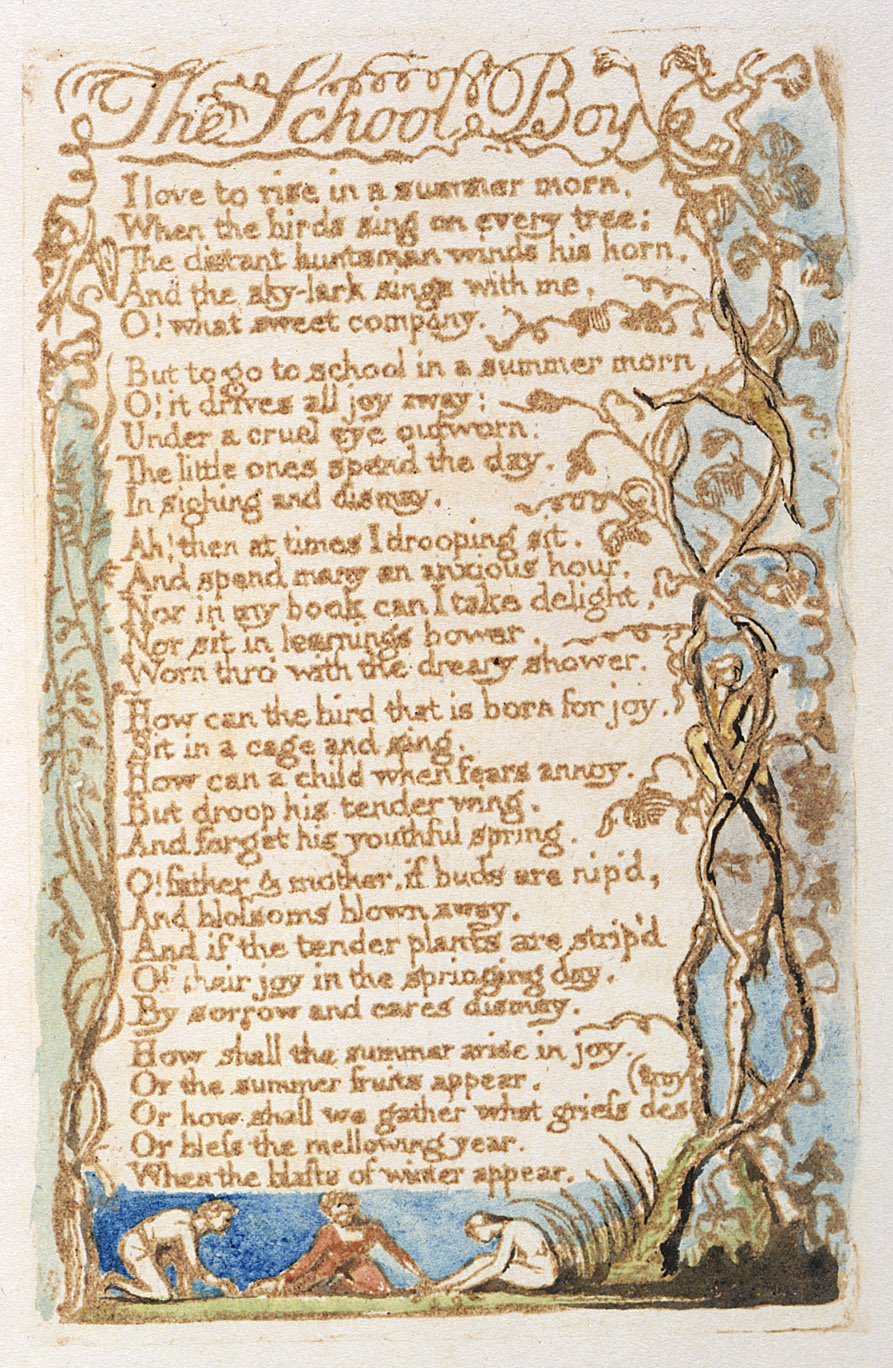 The School Boy
I love to rise in a summer morn,
When the birds sing on every tree;
The distant huntsman winds his horn,
And the sky-lark sings with me,
O! what sweet company.
But to go to school in a summer morn,
O! it drives all joy away;
Under a cruel eye outworn,
The little ones spend the day,
In sighing and dismay.
Ah! then at times I drooping sit,
And spend many an anxious hour,
Nor in my book can I take delight,
Nor sit in learnings bower,
Worn thro' with the dreary shower.
How can the bird that is born for joy,
Sit in a cage and sing,
How can a child when fears annoy,
But droop his tender wing,
And forget his youthful spring.
O! father & mother, if buds are nip'd,
And blofsoms blown away,
And if the tender plants are strip'd
Of their joy in the springing day,
By sorrow and cares dismay,
How shall the summer arise in joy,
Or the summer fruits appear,
(troy
Or how shall we gather what griefs des
Or blefs the mellowing year,
When the blasts of winter appear.